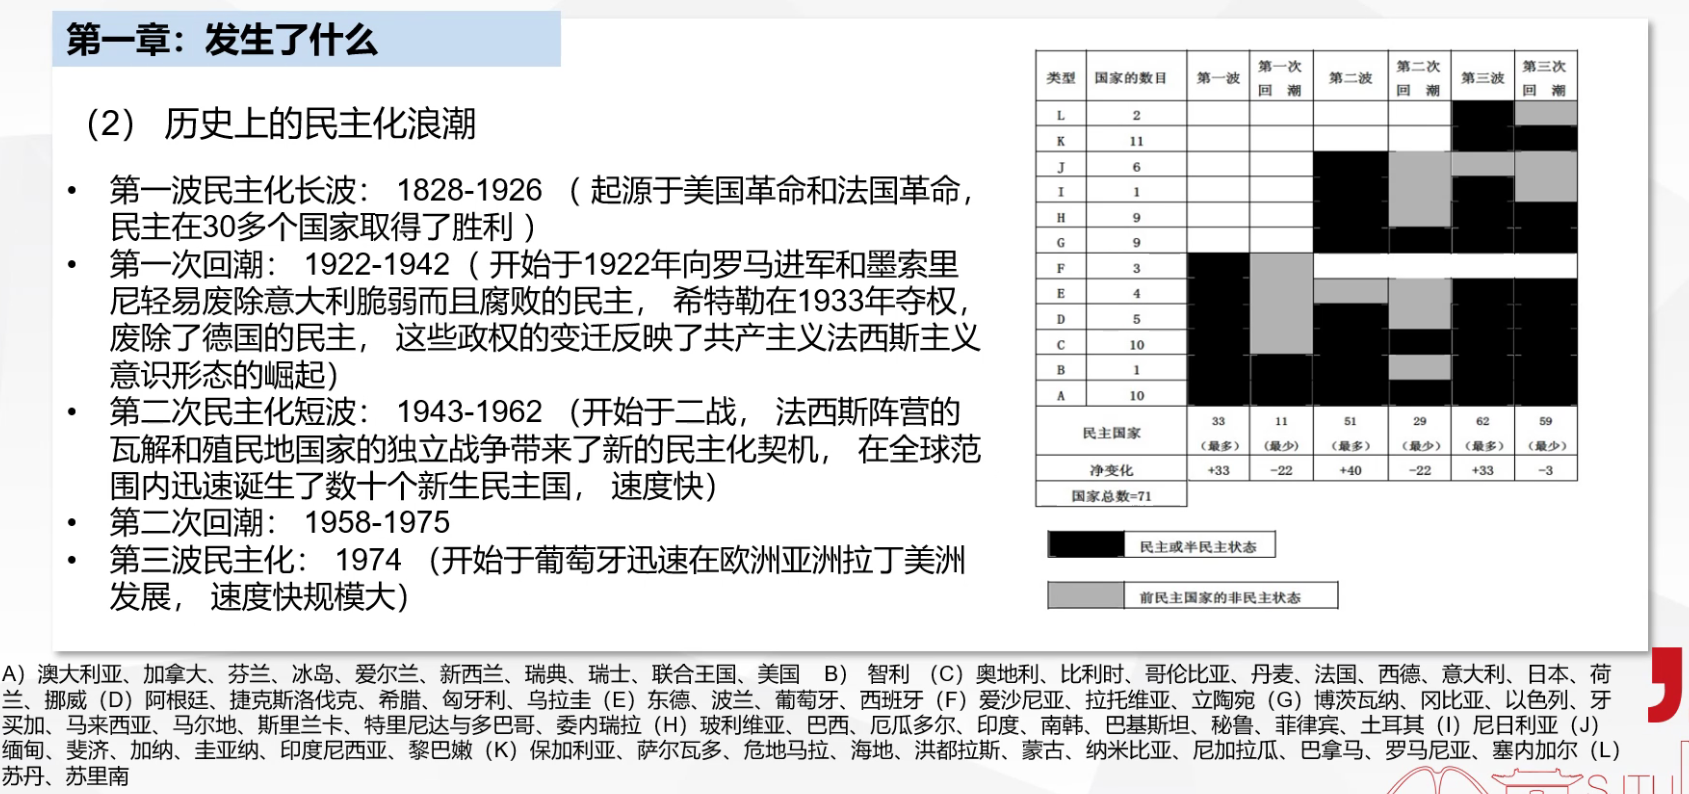 第一章：发生了什么
（2） 历史上的民主化浪潮
• 第一波民主化长波： 1828-1926 （ 起源于美国革命和法国革命，
民主在30多个国家取得了胜利 ）
• 第一次回潮： 1922-1942（ 开始于1922年向罗马进军和墨索里
尼轻易废除意大利脆弱而且腐败的民主， 希特勒在1933年夺权，
废除了德国的民主， 这些政权的变迁反映了共产主义法西斯主义
意识形态的崛起）
• 第二次民主化短波： 1943-1962 （开始于二战， 法西斯阵营的
瓦解和殖民地国家的独立战争带来了新的民主化契机， 在全球范
围内迅速诞生了数十个新生民主国， 速度快）
• 第二次回潮： 1958-1975
• 第三波民主化： 1974 （开始于葡萄牙迅速在欧洲亚洲拉丁美洲
发展， 速度快规模大）
类型 国家的数目 第一波 第一次回 潮 第二波 第二次回 潮 第三波 第三次回 潮
L 2
K 11
J 6
I 1
H 9
G 9
F 3
E 4
D 5
C 10
B 1
A 10
民主国家 33（最多） 11（最少） 51（最多） 29（最少） 62（最多） 59（最少）
净变化 +33 -22 +40 -22 +33 -3
国家总数=71
民主或半民主状态
前民主国家的非民主状态
A）澳大利亚、加拿大、芬兰、冰岛、爱尔兰、新西兰、瑞典、瑞士、联合王国、美国 B） 智利 （C）奥地利、比利时、哥伦比亚、丹麦、法国、西德、意大利、日本、荷
兰、挪威（D）阿根廷、捷克斯洛伐克、希腊、匈牙利、乌拉圭（E）东德、波兰、葡萄牙、西班牙（F）爱沙尼亚、拉托维亚、立陶宛（G）博茨瓦纳、冈比亚、以色列、牙
买加、马来西亚、马尔地、斯里兰卡、特里尼达与多巴哥、委内瑞拉（H）玻利维亚、巴西、厄瓜多尔、印度、南韩、巴基斯坦、秘鲁、菲律宾、土耳其（I）尼日利亚（J）
缅甸、斐济、加纳、圭亚纳、印度尼西亚、黎巴嫩（K）保加利亚、萨尔瓦多、危地马拉、海地、洪都拉斯、蒙古、纳米比亚、尼加拉瓜、巴拿马、罗马尼亚、塞内加尔（L）
苏丹、苏里南
SJTU